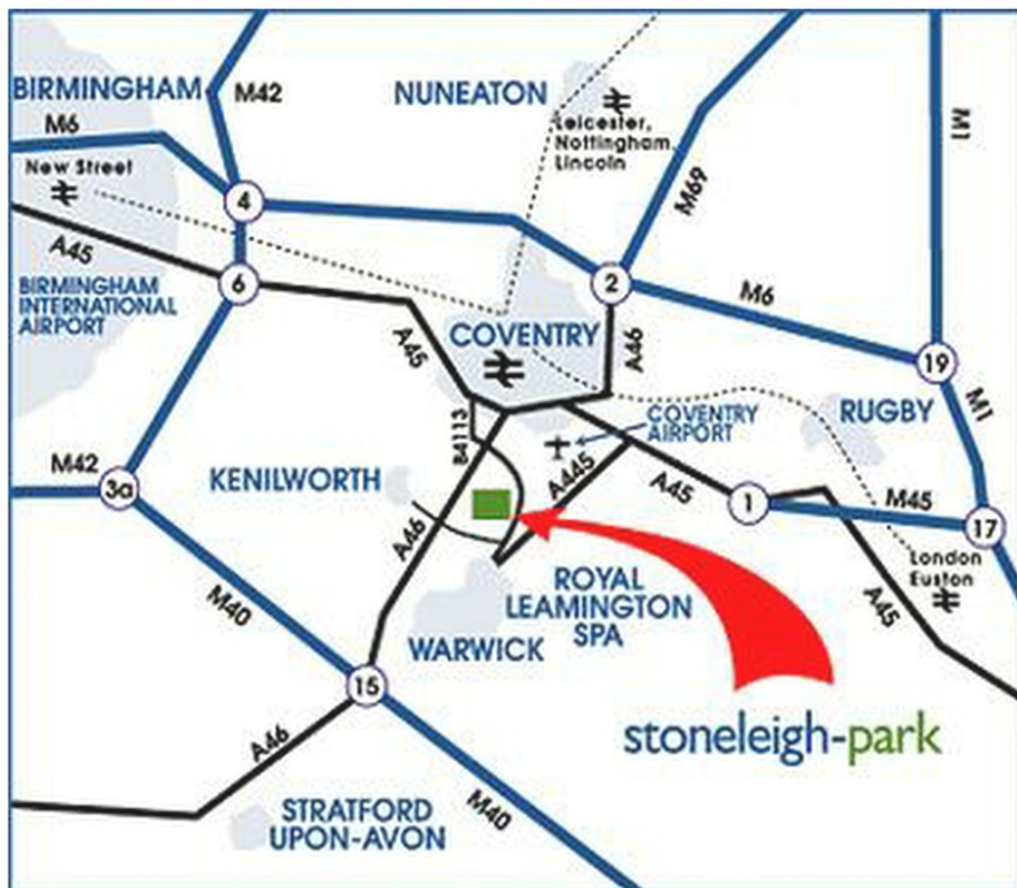 BIRMINGHAM
M42
NUNEATON
M6
Leicester,
Nottingham,
Lincoln
M1
New Street
M69
4
A45
6
2
BIRMINGHAM
INTERNATIONAL
AIRPORT
M6
A45
COVENTRY
A46
19
M1
B4113
COVENTRY
AIRPORT
RUGBY
M42
3a
KENILWORTH
A445
A45
1
M45
17
A46
London
Euston
M40
ROYAL
LEAMINGTON
SPA
A45
WARWICK
15
stoneleigh-park
A46
STRATFORD
UPON-AVON
M40